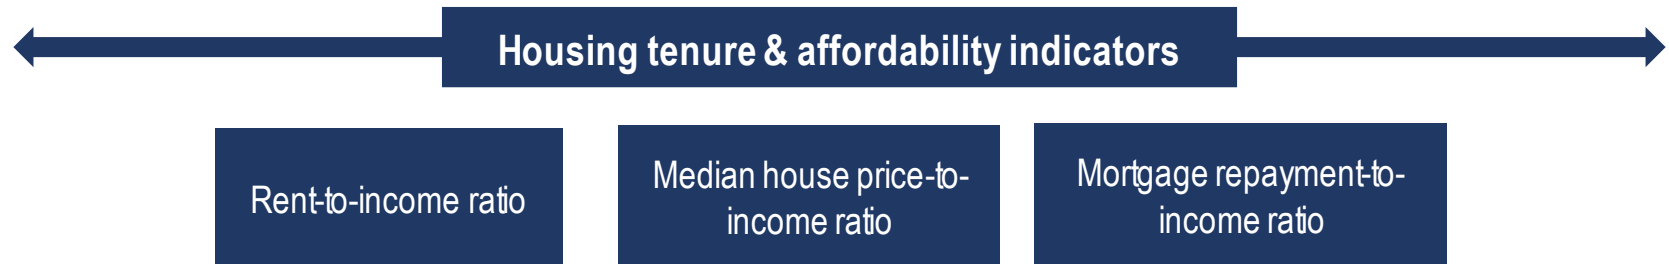 Housing tenure & affordability indicators
Rent-to-income ratio
Median house price-to-
income ratio
Mortgage repayment-to-
income ratio